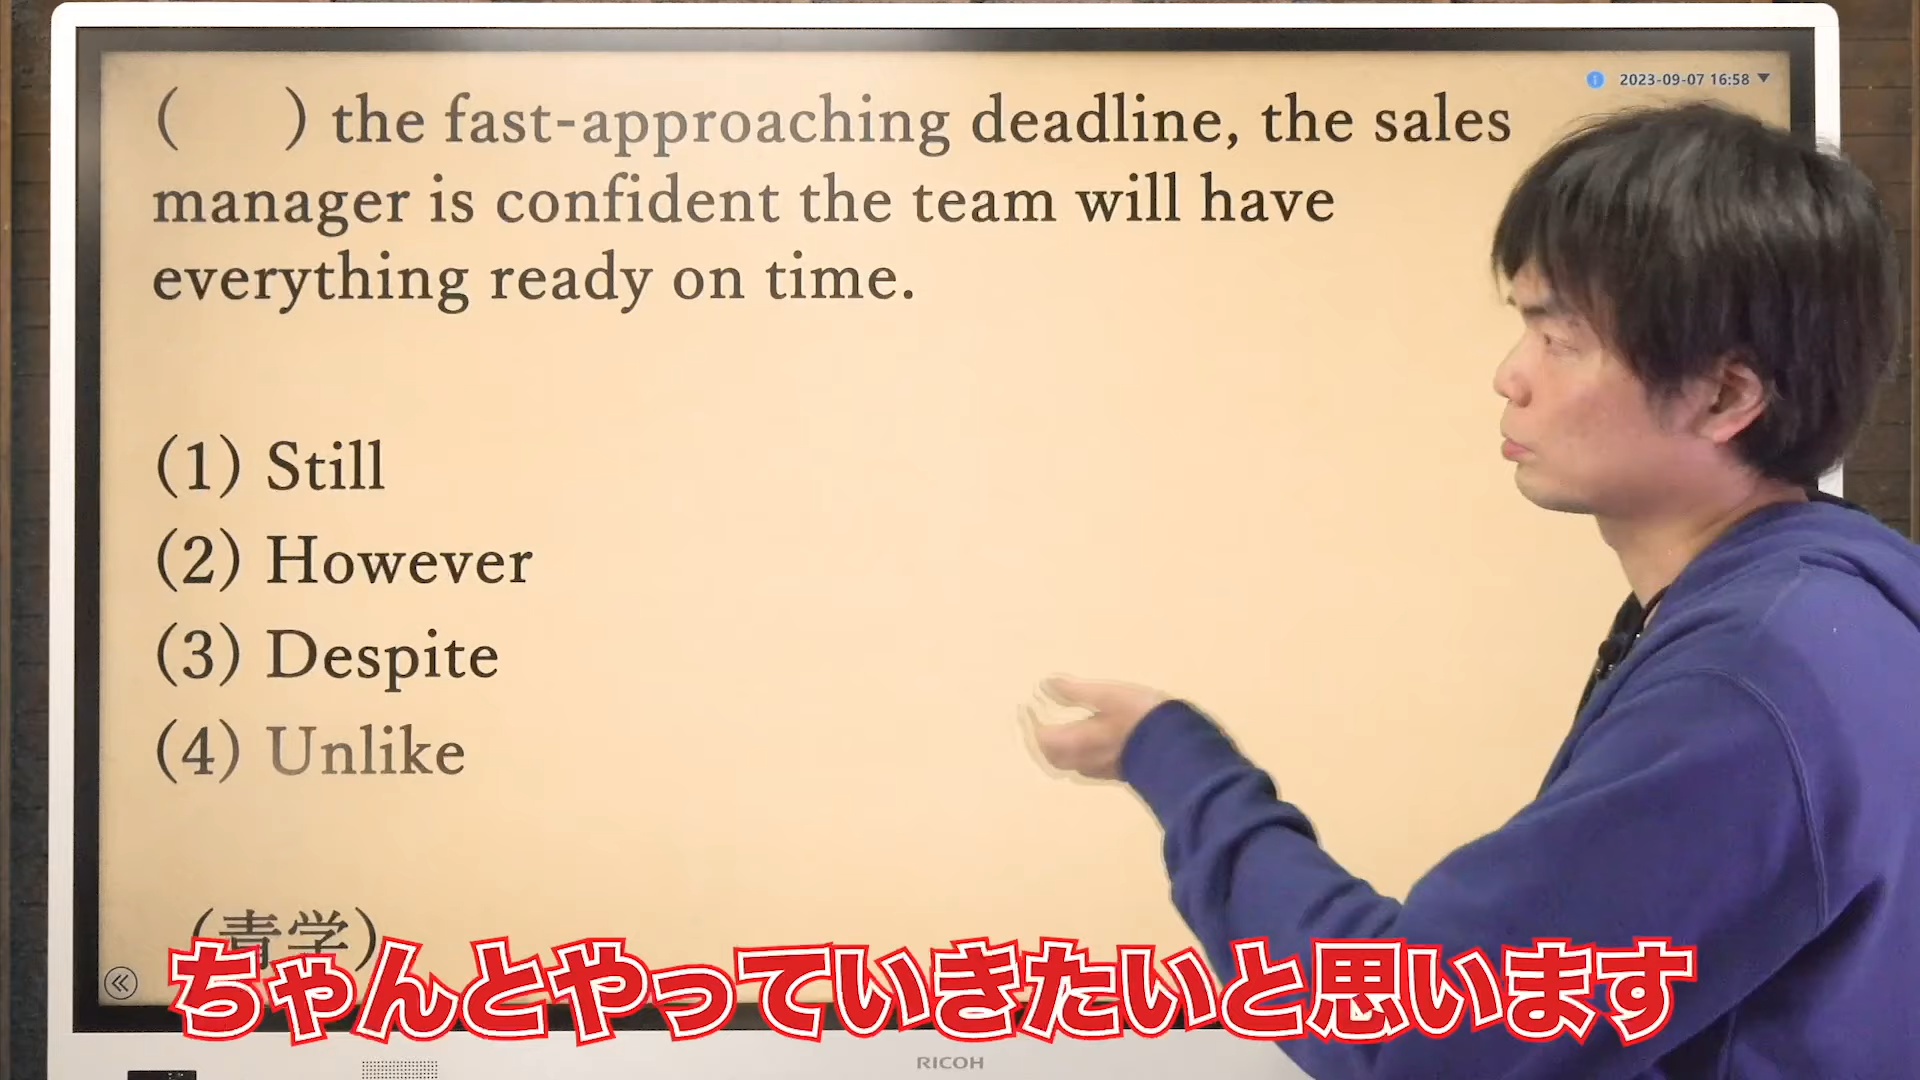 2023-09-07 16:58
(　　) the fast-approaching deadline, the sales
manager is confident the team will have
everything ready on time.
(1) Still
(2) However
(3) Despite
(4) Unlike
(青学)
ちゃんとやっていきたいと思います
RICOH